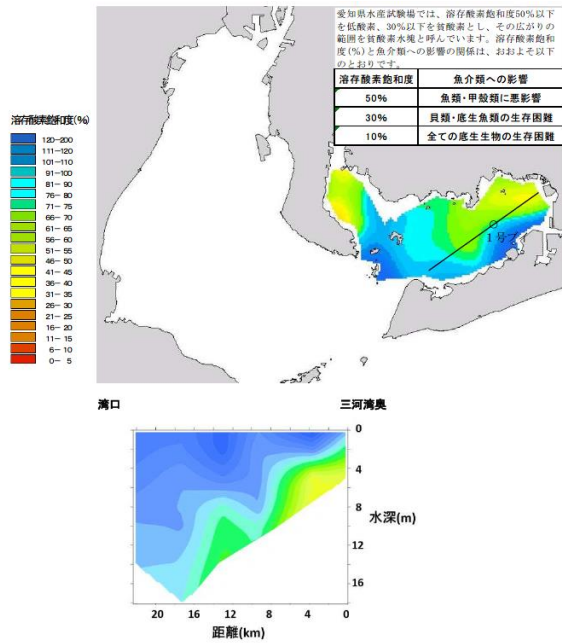 愛知県水産試験場では、溶存酸素飽和度50%以下
を低酸素、30%以下を貧酸素とし、その広がりの
範囲を貧酸素水塊と呼んでいます。溶存酸素飽和
度(%)と魚介類への影響の関係は、おおよそ以下
のとおりです。
溶存酸素飽和度 魚介類への影響
50% 魚類・甲殻類に悪影響
30% 貝類・底生魚類の生存困難
10% 全ての底生生物の生存困難
溶存酸素飽和度(%)
120-200
111-120
101-110
91-100
81- 90
76- 80
71- 75
66- 70
61- 65
56- 60
51- 55
46- 50
41- 45
36- 40
31- 35
26- 30
21- 25
16- 20
11- 15
6- 10
0- 5
1号
湾口 三河湾奥
0
4
8
水深(m)
12
16
20 16 12 8 4 0
距離(km)